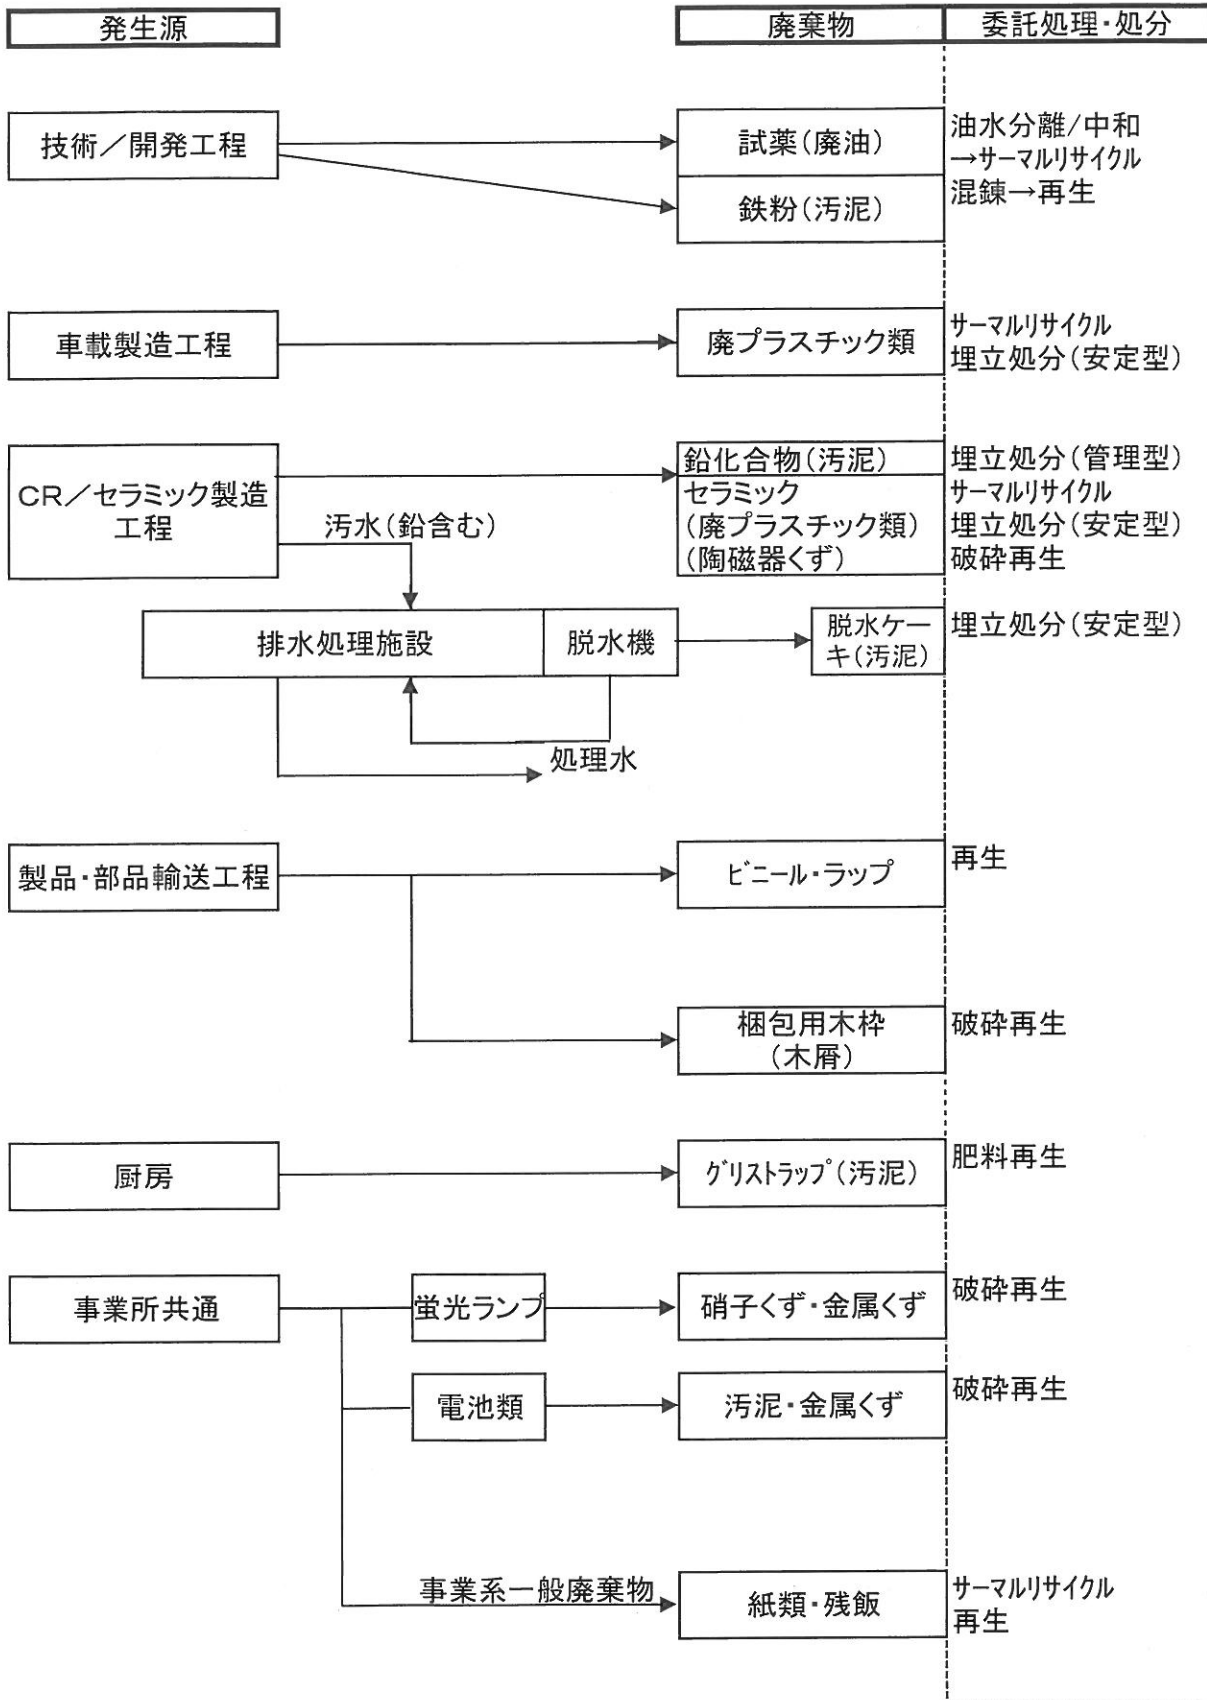 発生源
廃棄物
委託処理・処分
技術／開発工程
試薬(廃油)
油水分離/中和
→サーマルリサイクル
鉄粉(汚泥)
混錬→再生
車載製造工程
廃プラスチック類
サーマルリサイクル
埋立処分(安定型)
CR／セラミック製造
工程
鉛化合物(汚泥)
埋立処分(管理型)
セラミック
(廃プラスチック類)
(陶磁器くず)
サーマルリサイクル
埋立処分(安定型)
破砕再生
汚水(鉛含む)
排水処理施設
脱水機
脱水ケー
キ(汚泥)
埋立処分(安定型)
処理水
製品・部品輸送工程
ビニール・ラップ
再生
梱包用木枠
(木屑)
破砕再生
厨房
グリストラップ(汚泥)
肥料再生
事業所共通
蛍光ランプ
硝子くず・金属くず
破砕再生
電池類
汚泥・金属くず
破砕再生
事業系一般廃棄物
紙類・残飯
サーマルリサイクル
再生